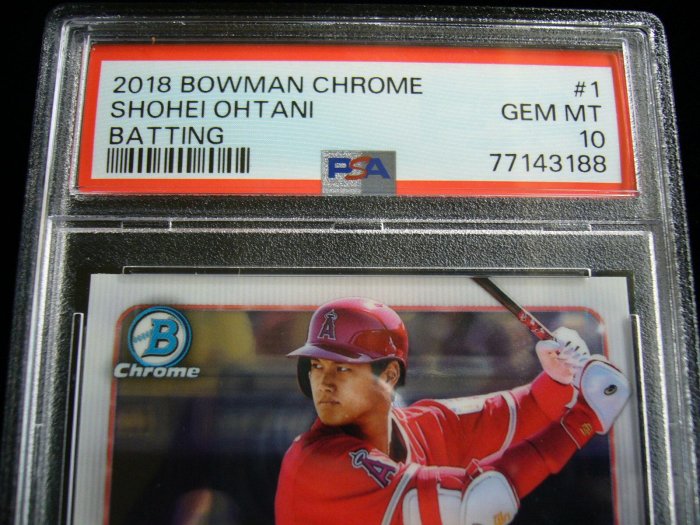 2018 BOWMAN CHROME #1
SHOHEI OHTANI GEM MT
BATTING 10
77143188
PSA
B
Chrome
A
A